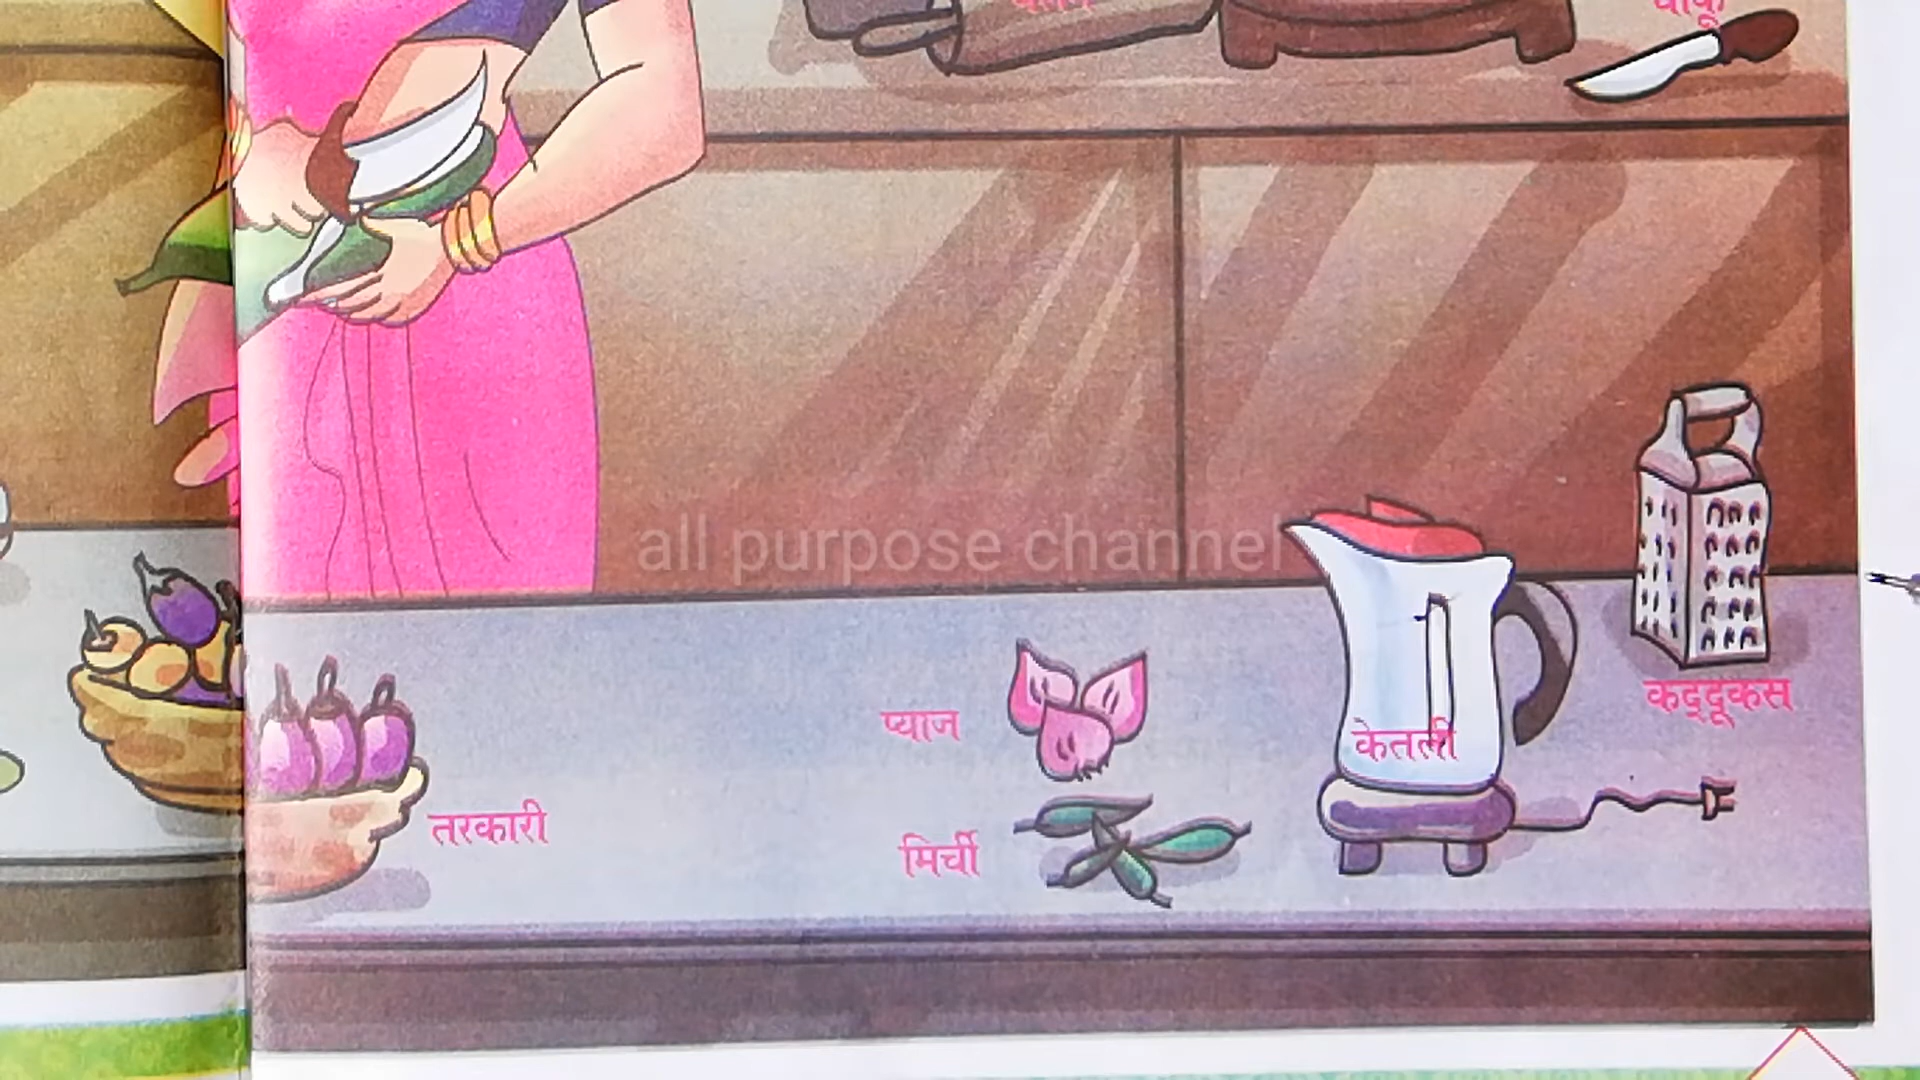 चाकू
all purpose channel
कद्दूकस
प्याज
केतली
तरकारी
मिर्ची